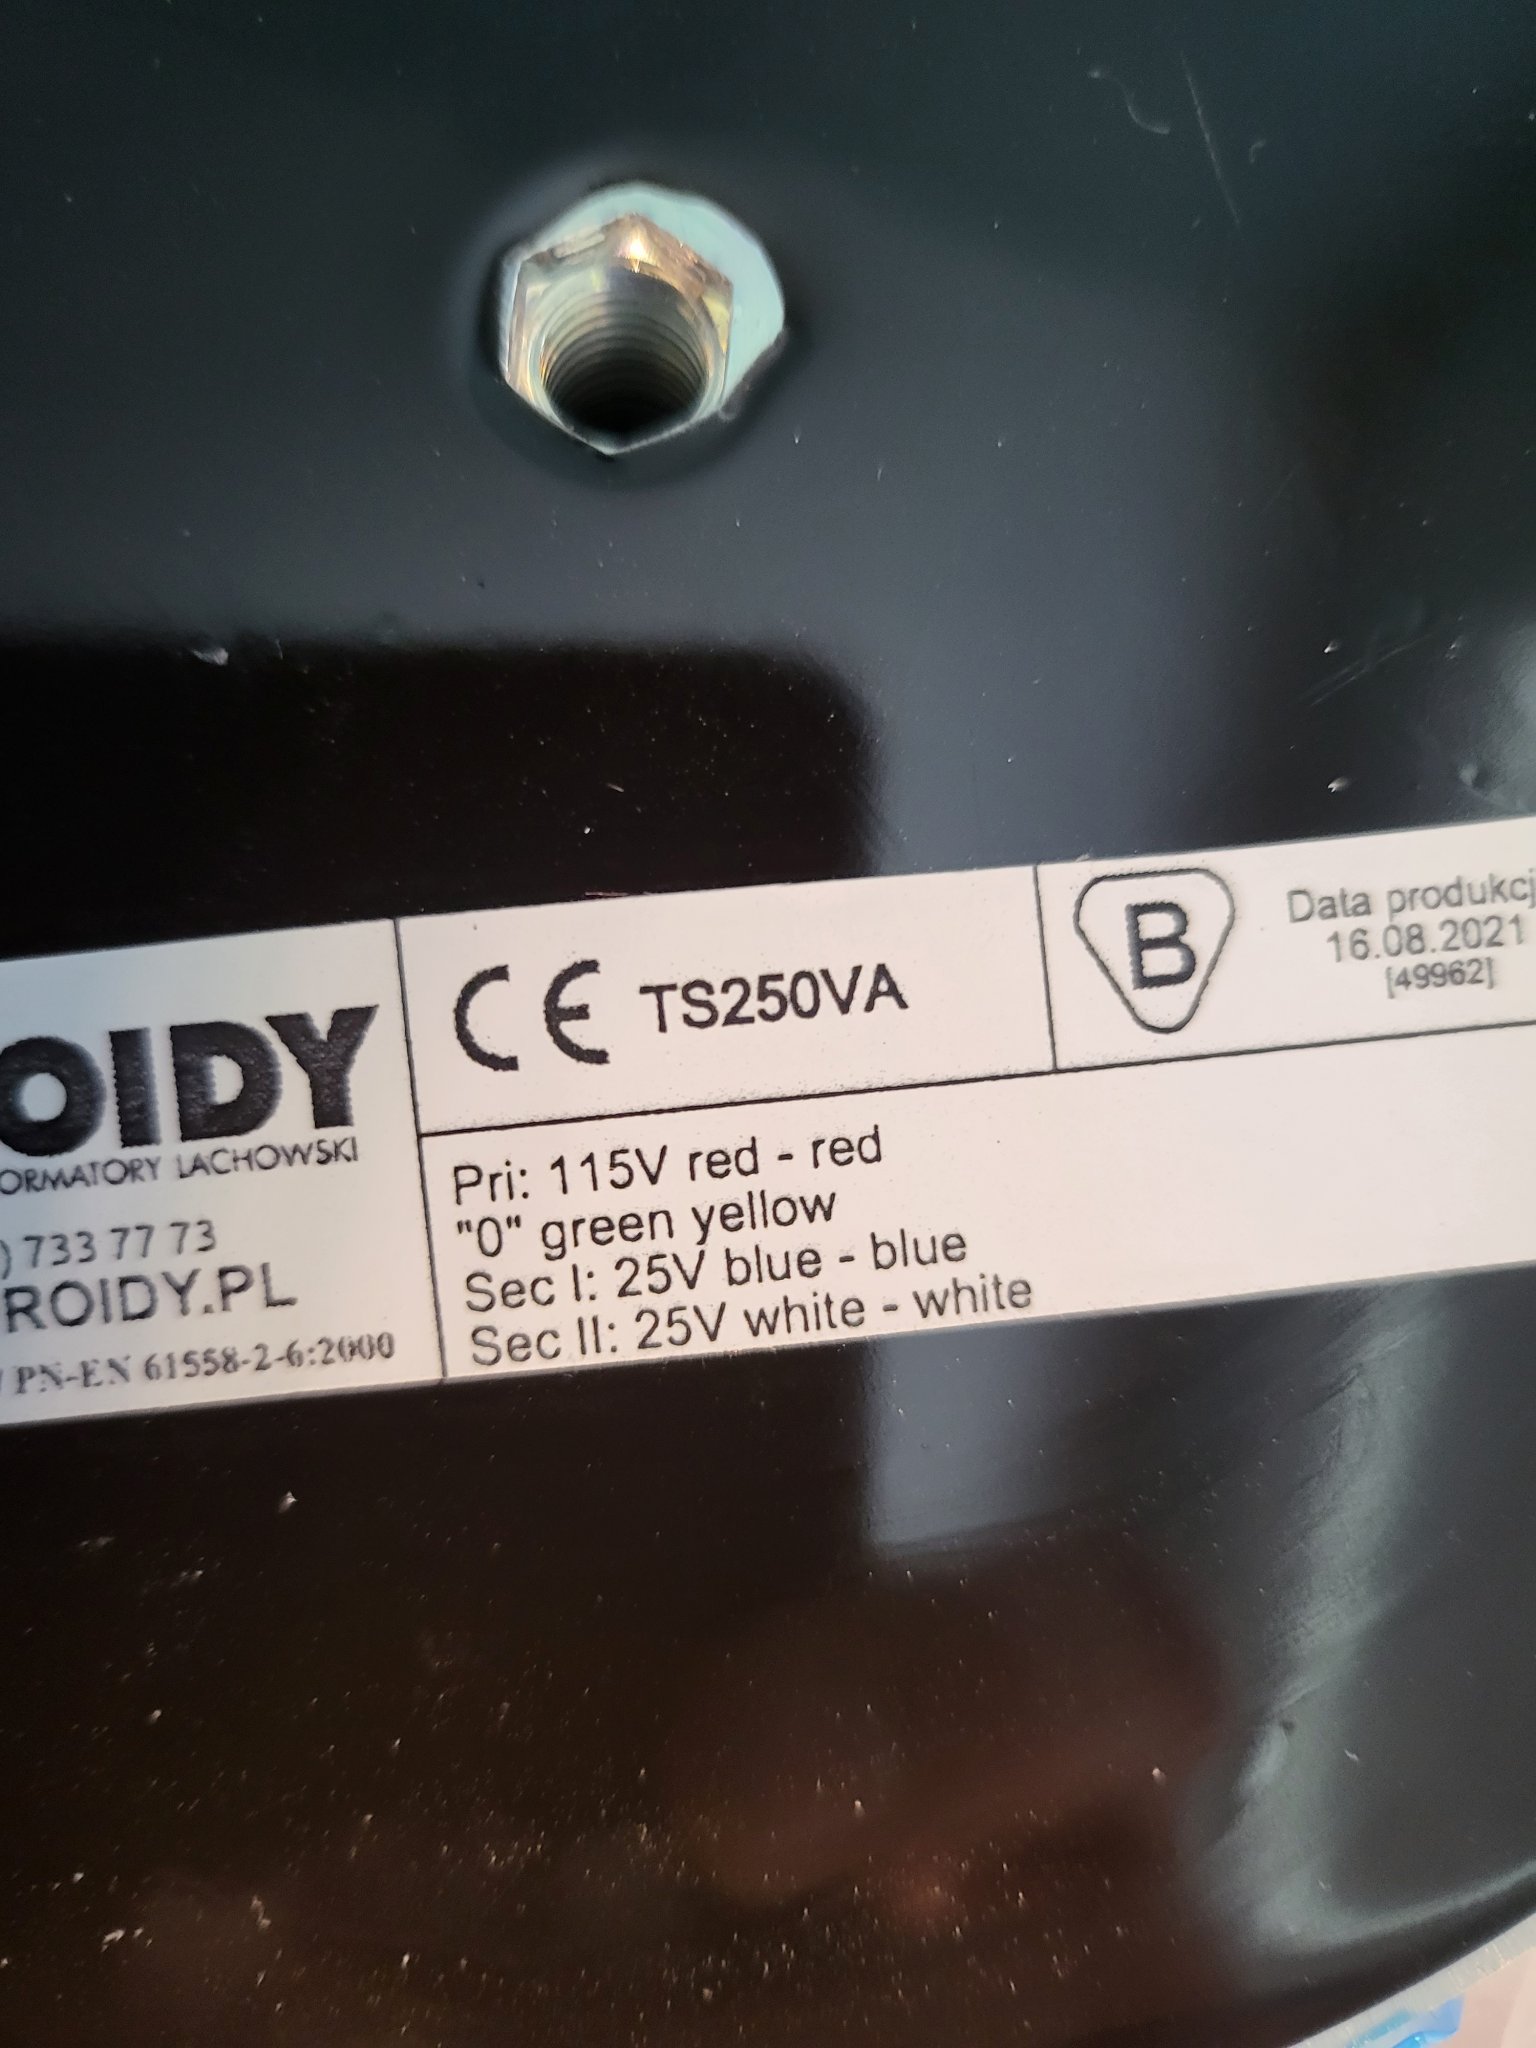 OIDY
ORMATORY LACHOWSKI
) 733 77 73
ROIDY.PL
PN-EN 61558-2-6:2000
CE TS250VA
B
Data produkcj
16.08.2021
[49962]
Pri: 115V red - red
"0" green yellow
Sec I: 25V blue - blue
Sec II: 25V white - white